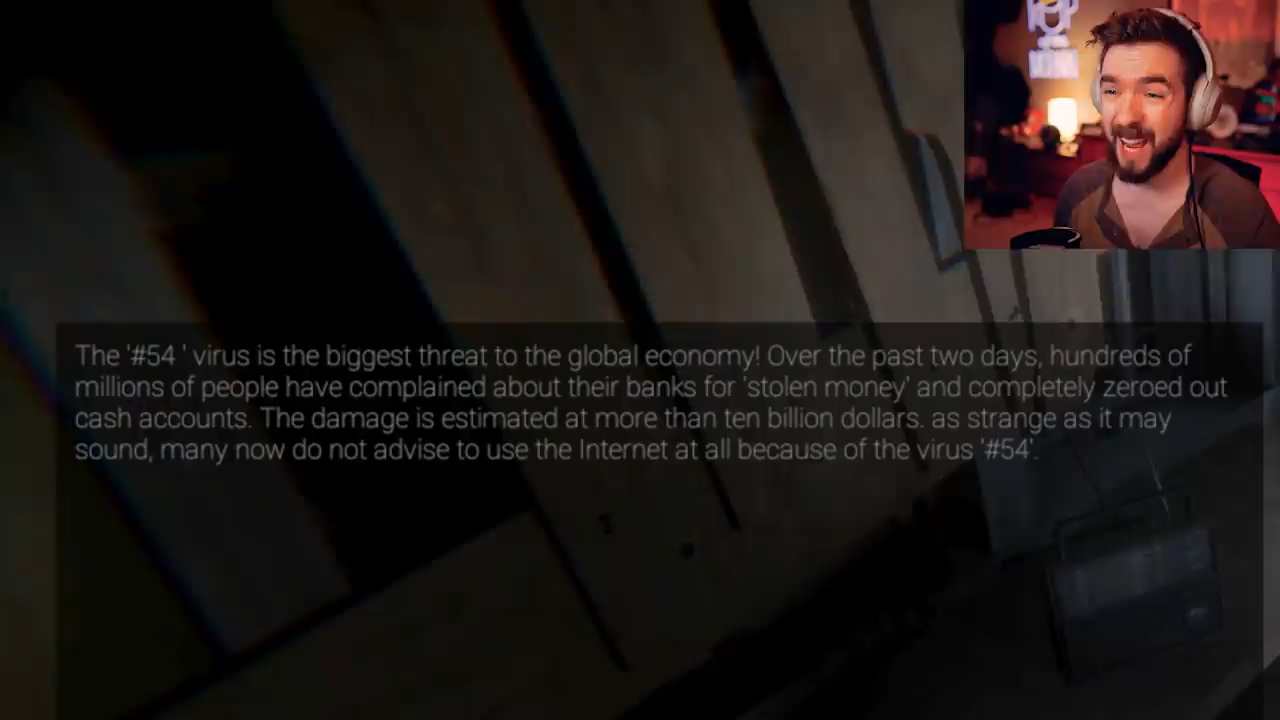 The '#54 ' virus is the biggest threat to the global economy! Over the past two days, hundreds of
millions of people have complained about their banks for 'stolen money' and completely zeroed out
cash accounts. The damage is estimated at more than ten billion dollars. as strange as it may
sound, many now do not advise to use the Internet at all because of the virus '#54'.